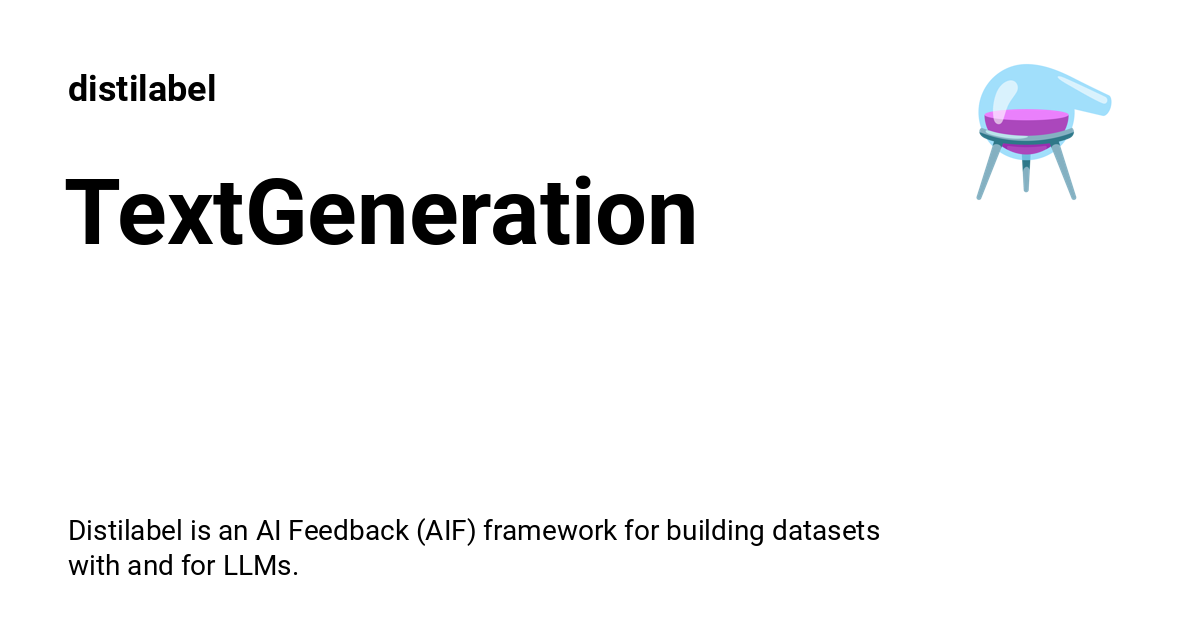 distilabel
TextGeneration
Distilabel is an AI Feedback (AIF) framework for building datasets
with and for LLMs.